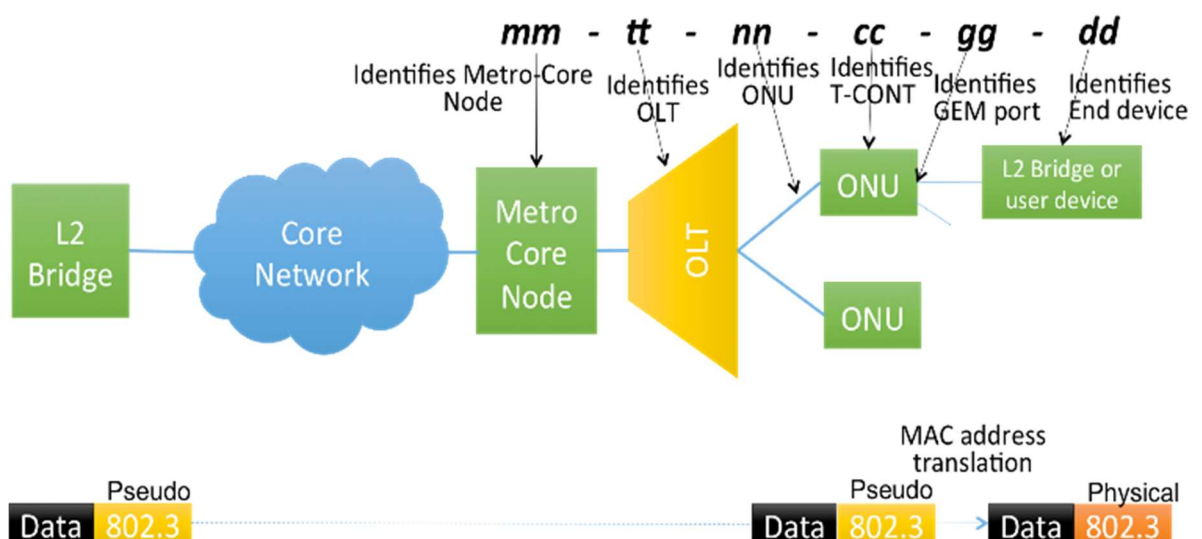 mm - tt - nn - cc - gg - dd
Identifies Metro-Core
Node
Identifies
OLT
Identifies
ONU
Identifies
T-CONT
Identifies
GEM port
Identifies
End device
L2
Bridge
Core
Network
Metro
Core
Node
OLT
ONU
L2 Bridge or
user device
ONU
MAC address
translation
Pseudo
Data 802.3
Pseudo
Data 802.3
Physical
Data 802.3